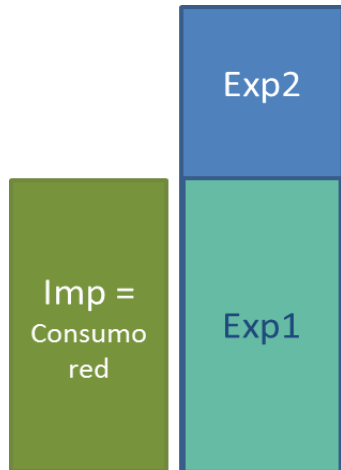 Exp2
Imp =
Consumo
red
Exp1